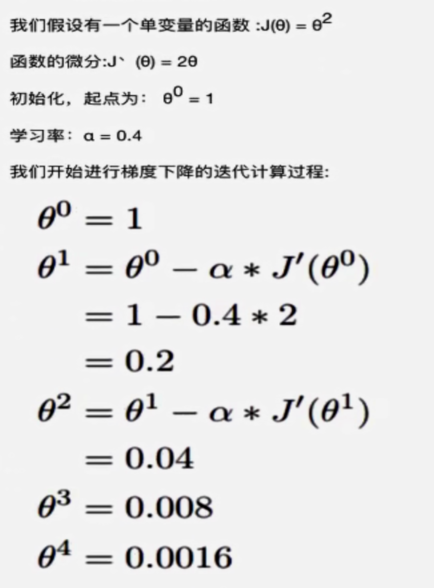 我们假设有一个单变量的函数 :J(θ) = θ²
函数的微分:J` (θ) = 2θ
初始化，起点为： θ⁰ = 1
学习率：α = 0.4
我们开始进行梯度下降的迭代计算过程:
θ⁰ = 1
θ¹ = θ⁰ − α * J′(θ⁰)
= 1 − 0.4 * 2
= 0.2
θ² = θ¹ − α * J′(θ¹)
= 0.04
θ³ = 0.008
θ⁴ = 0.0016